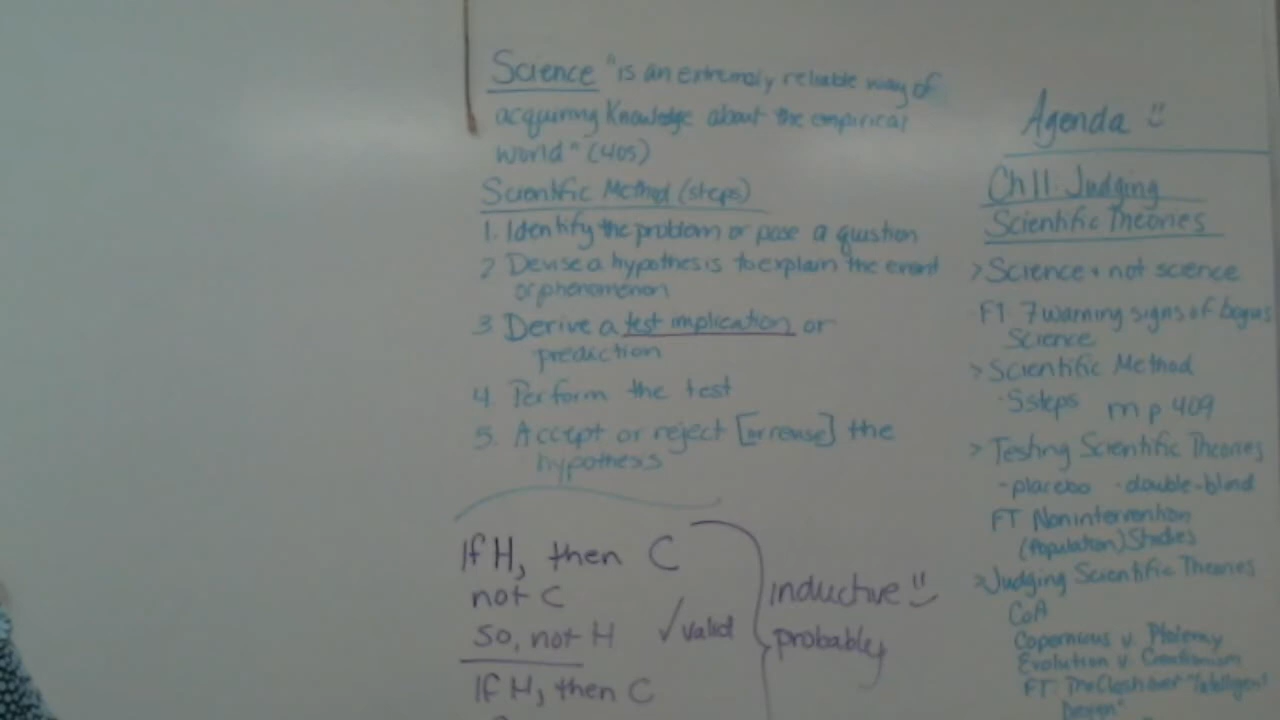 Science "is an extremely reliable way of
acquiring Knowledge about the empirical
world" (405)
Scientific Method (steps)
1. Identify the problem or pose a question
2 Devise a hypothesis to explain the event
or phenomenon
3 Derive a test implication or
prediction
4. Perform the test
5. Accept or reject [or revise] the
hypothesis
If H, then C
not C
So, not H ✓ valid
If H, then C
inductive
probably
Agenda
Ch 11: Judging
Scientific Theories
> Science + not science
FT: 7 warning signs of bogus
Science
> Scientific Method
5 steps m p 409
> Testing Scientific Theories
- placebo - double-blind
FT Nonintervention
(Population) Studies
> Judging Scientific Theories
CoA
Copernicus v. Ptolemy
Evolution v. Creationism
FT: The Clash over "Intelligent
Design"